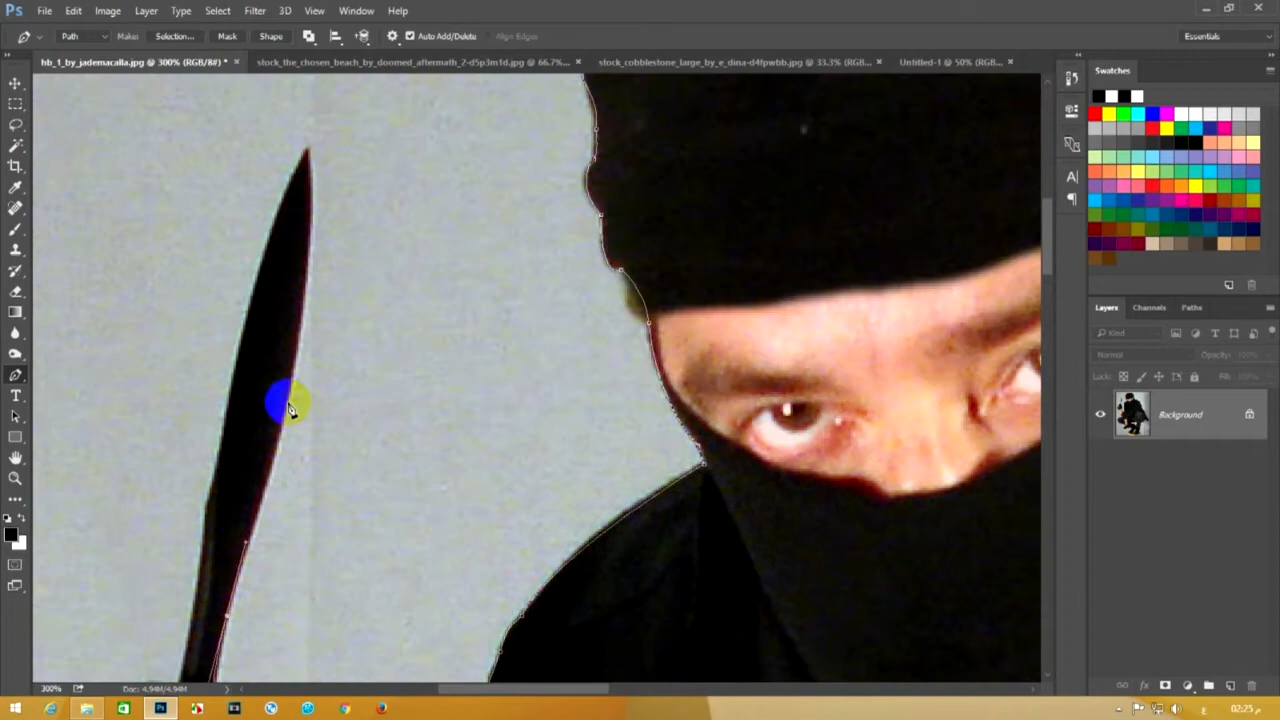 Ps File Edit Image Layer Type Select Filter 3D View Window Help
Path Make: Selection... Mask Shape Auto Add/Delete Align Edges Essentials
hb_1_by_jademacalla.jpg @ 300% (RGB/8#) * × stock_the_chosen_beach_by_doomed_aftermath_2-d5p3m1d.jpg @ 66.7%... × stock_cobblestone_large_by_e_dina-d4fpwbb.jpg @ 33.3% (RGB... × Untitled-1 @ 50% (RGB... ×
Swatches
Layers Channels Paths
Kind
Normal Opacity: 100%
Lock: Fill: 100%
Background
300% Doc: 4.94M/4.94M
ع 02:25 م